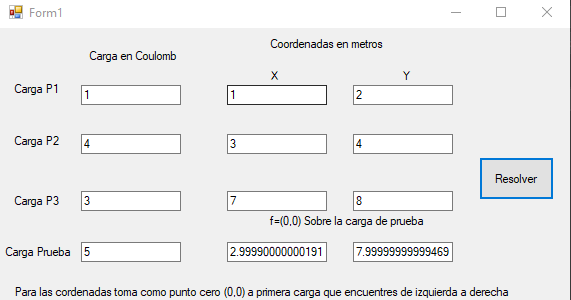 Form1
Coordenadas en metros
Carga en Coulomb
X Y
Carga P1 1 1 2
Carga P2 4 3 4
Resolver
Carga P3 3 7 8
f=(0,0) Sobre la carga de prueba
Carga Prueba 5 2.99990000000191 7.99999999999469
Para las cordenadas toma como punto cero (0,0) a primera carga que encuentres de izquierda a derecha